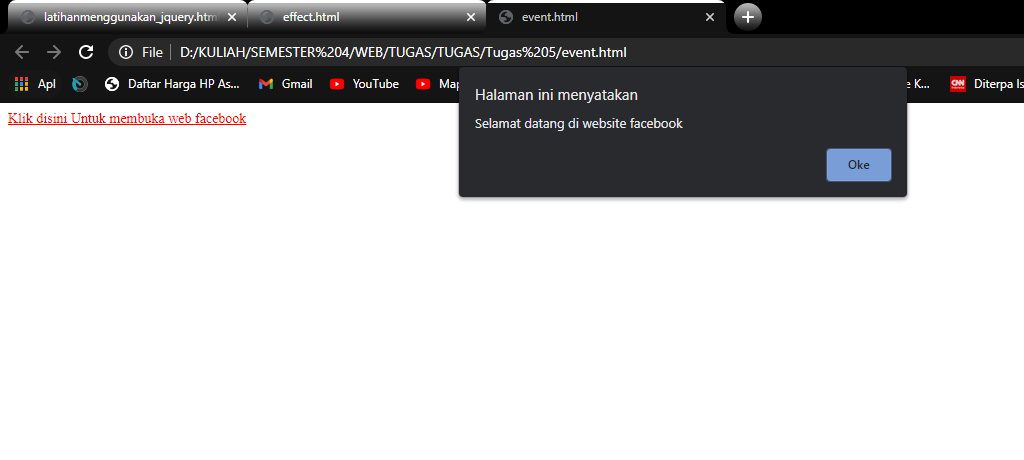 latihanmenggunakan_jquery.htm
effect.html
event.html
File D:/KULIAH/SEMESTER%204/WEB/TUGAS/TUGAS/Tugas%205/event.html
Apl
Daftar Harga HP As...
Gmail
YouTube
Map
e K...
CNN
Diterpa Is
Halaman ini menyatakan
Selamat datang di website facebook
Oke
Klik disini Untuk membuka web facebook